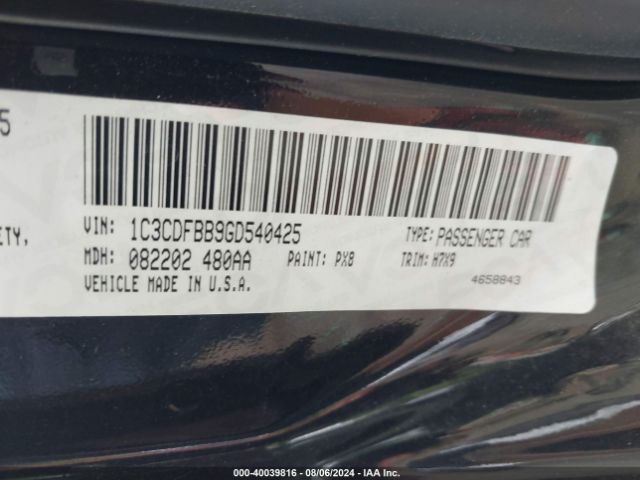 5
VIN: 1C3CDFBB9GD540425 TYPE: PASSENGER CAR
ETY, MDH: 082202 480AA PAINT: PX8 TRIM: H7X9
VEHICLE MADE IN U.S.A. 4658843
000-40039816 - 08/06/2024 - IAA Inc.